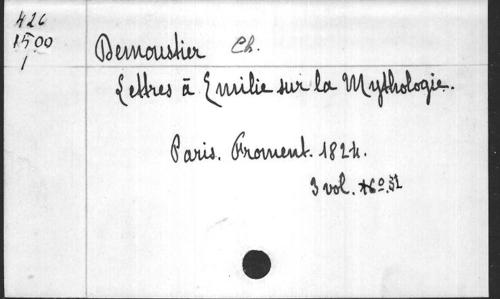 426
1500
1
Demoustier Ch.
Lettres à Emilie sur la Mythologie.
Paris. Froment. 1824.
3 vol.